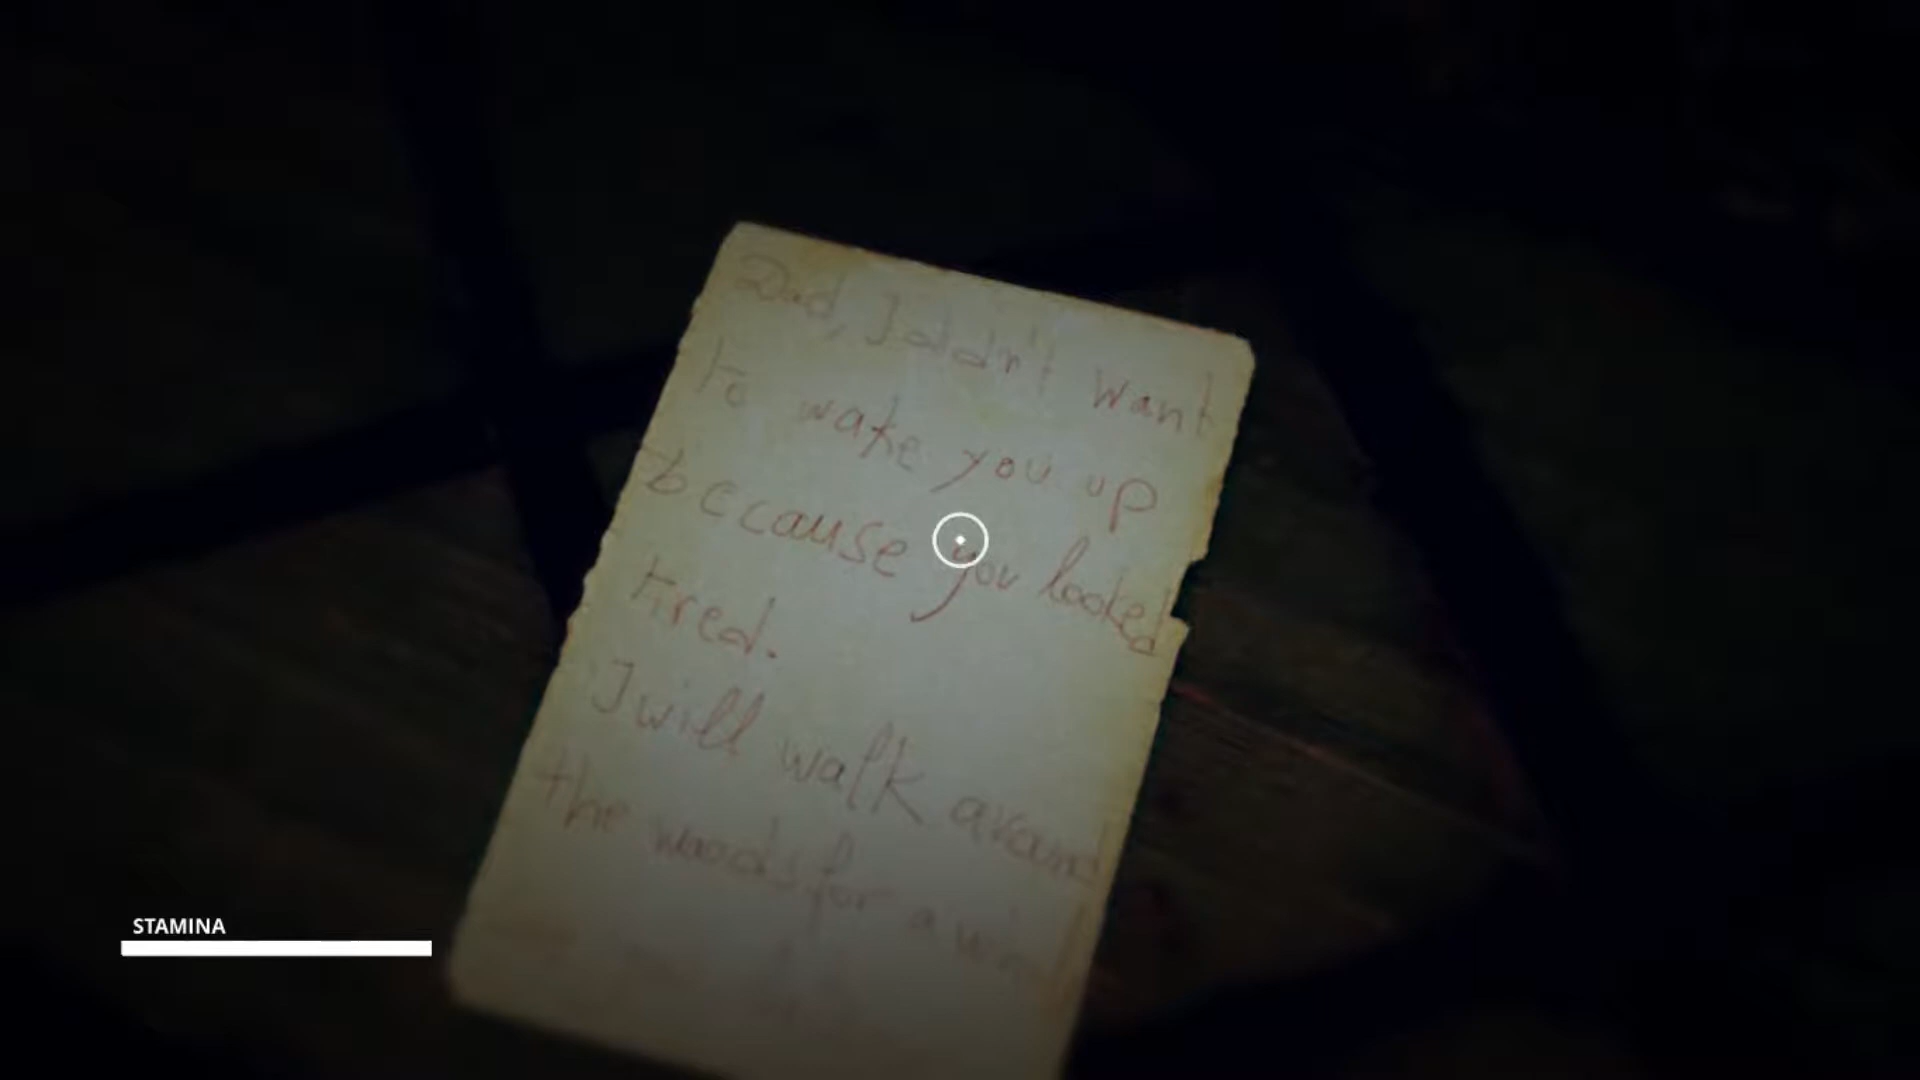 Dad, I didn't want
to wake you up
because you looked
tired.
I will walk around
the woods for a
STAMINA